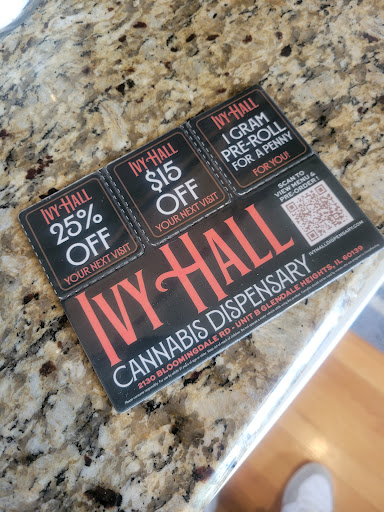 IVY HALL
25%
OFF
YOUR NEXT VISIT
IVY HALL
$15
OFF
YOUR NEXT VISIT
IVY HALL
1 GRAM
PRE-ROLL
FOR A PENNY
FOR YOU!
SCAN TO
VIEW MENU &
PRE-ORDER
IVYHALLDISPENSARY.COM
IVY HALL
CANNABIS DISPENSARY
2130 BLOOMINGDALE RD - UNIT B GLENDALE HEIGHTS, IL 60139